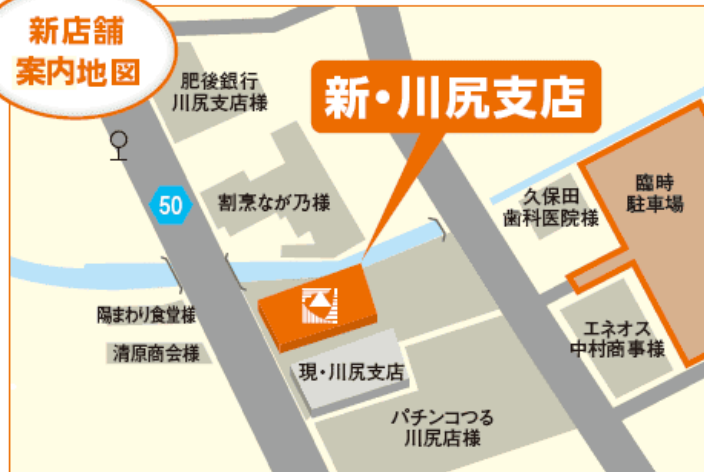 新店舗
案内地図
肥後銀行
川尻支店様
新・川尻支店
50
割烹なが乃様
久保田
歯科医院様
臨時
駐車場
陽まわり食堂様
清原商会様
現・川尻支店
エネオス
中村商事様
パチンコつる
川尻店様